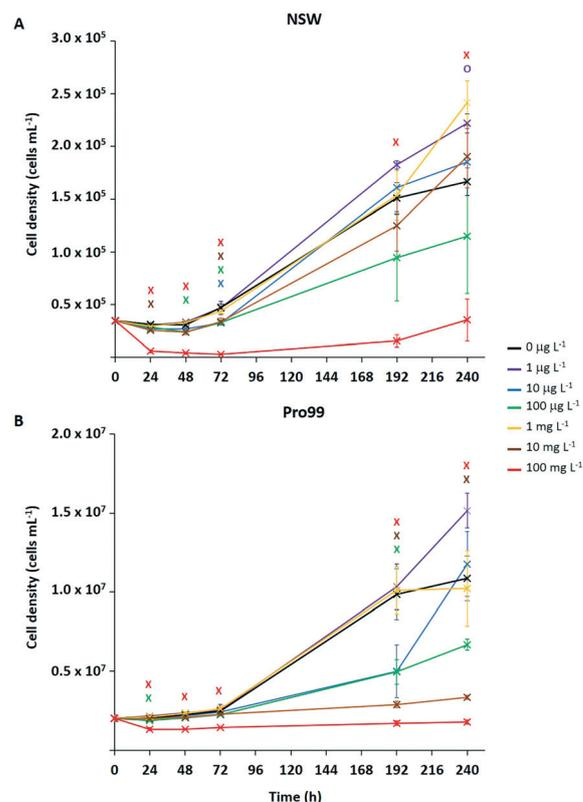 NSW
A
3.0 x 10⁵
2.5 x 10⁵
2.0 x 10⁵
1.5 x 10⁵
1.0 x 10⁵
0.5 x 10⁵
Cell density (cells mL⁻¹)
X
O
X
X
X
X
X
X
X
X
X
0 24 48 72 96 120 144 168 192 216 240
0 µg L⁻¹
1 µg L⁻¹
10 µg L⁻¹
100 µg L⁻¹
1 mg L⁻¹
10 mg L⁻¹
100 mg L⁻¹
Pro99
B
2.0 x 10⁷
1.5 x 10⁷
1.0 x 10⁷
0.5 x 10⁷
Cell density (cells mL⁻¹)
X
X
X
X
X
X
X
X
X
0 24 48 72 96 120 144 168 192 216 240
Time (h)